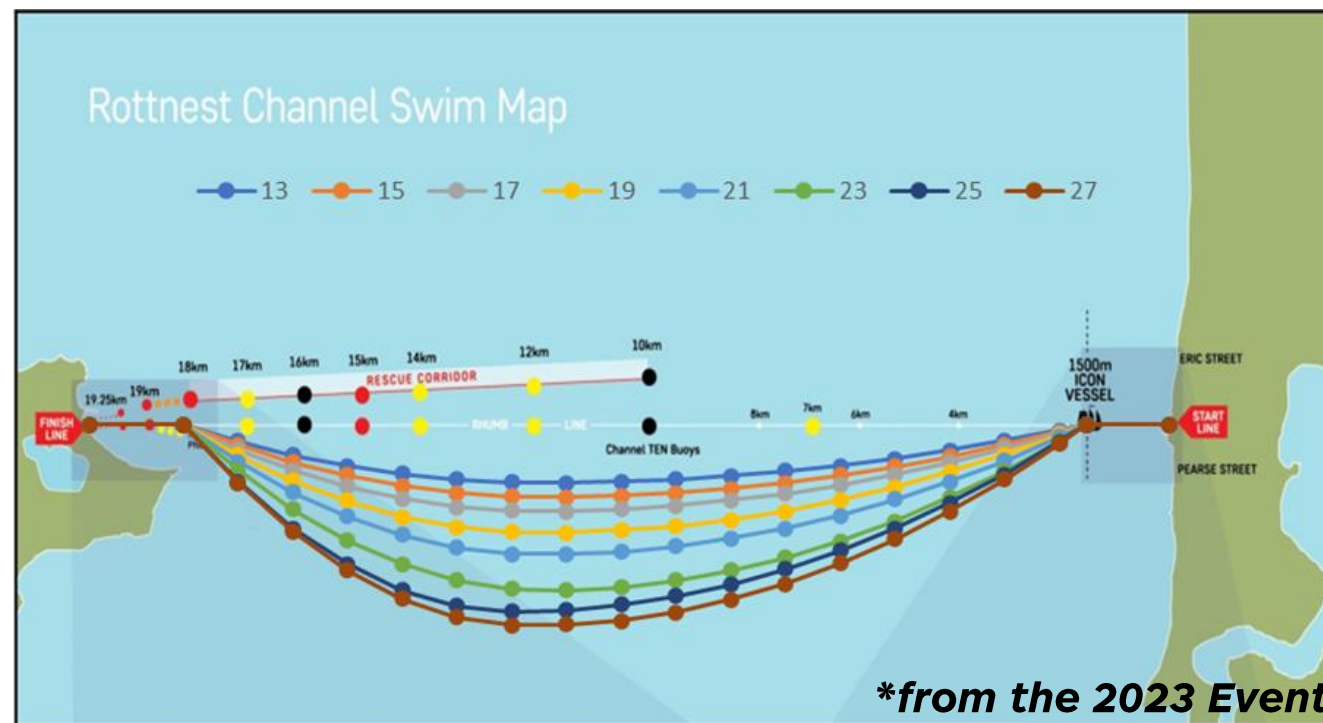 Rottnest Channel Swim Map
13 15 17 19 21 23 25 27
10km
12km
14km
15km
16km
17km
18km
RESCUE CORRIDOR
19km
19.25km
1500m
ICON
VESSEL
ERIC STREET
FINISH
LINE
RHUMB LINE
8km
7km
6km
4km
START
LINE
Channel TEN Buoys
PEARSE STREET
*from the 2023 Event